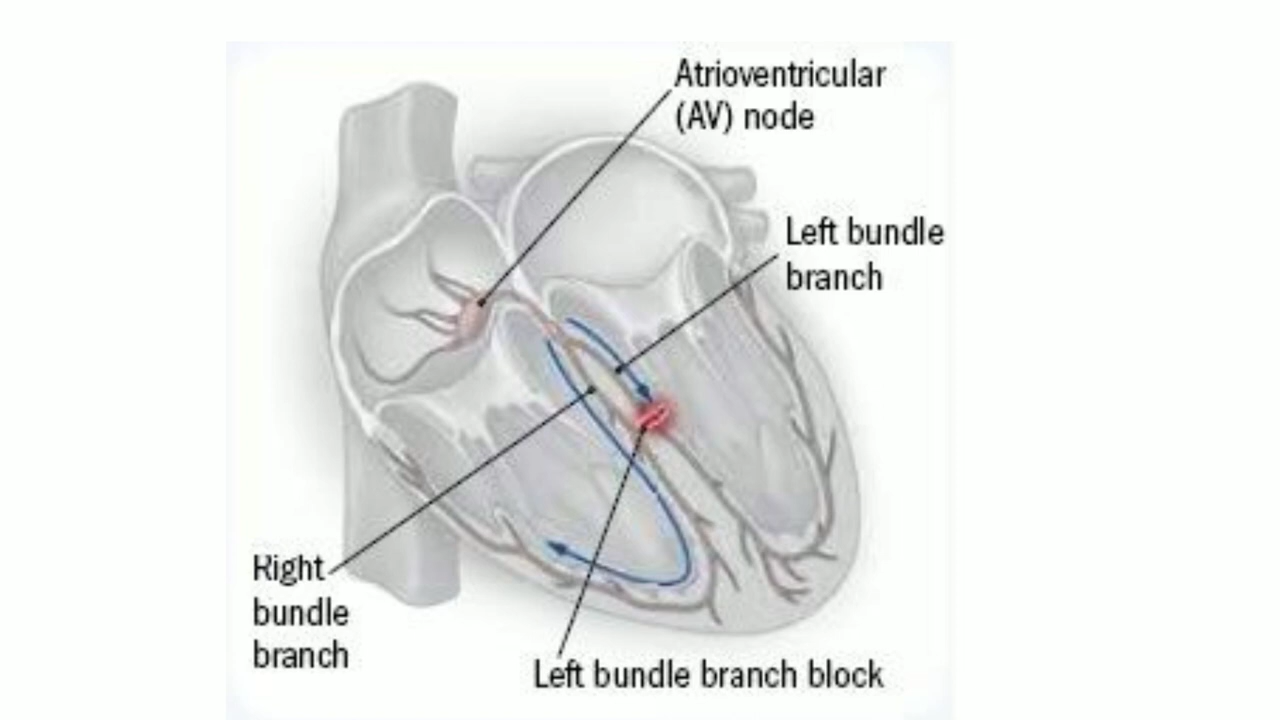 Atrioventricular
(AV) node
Left bundle
branch
Right
bundle
branch
Left bundle branch block